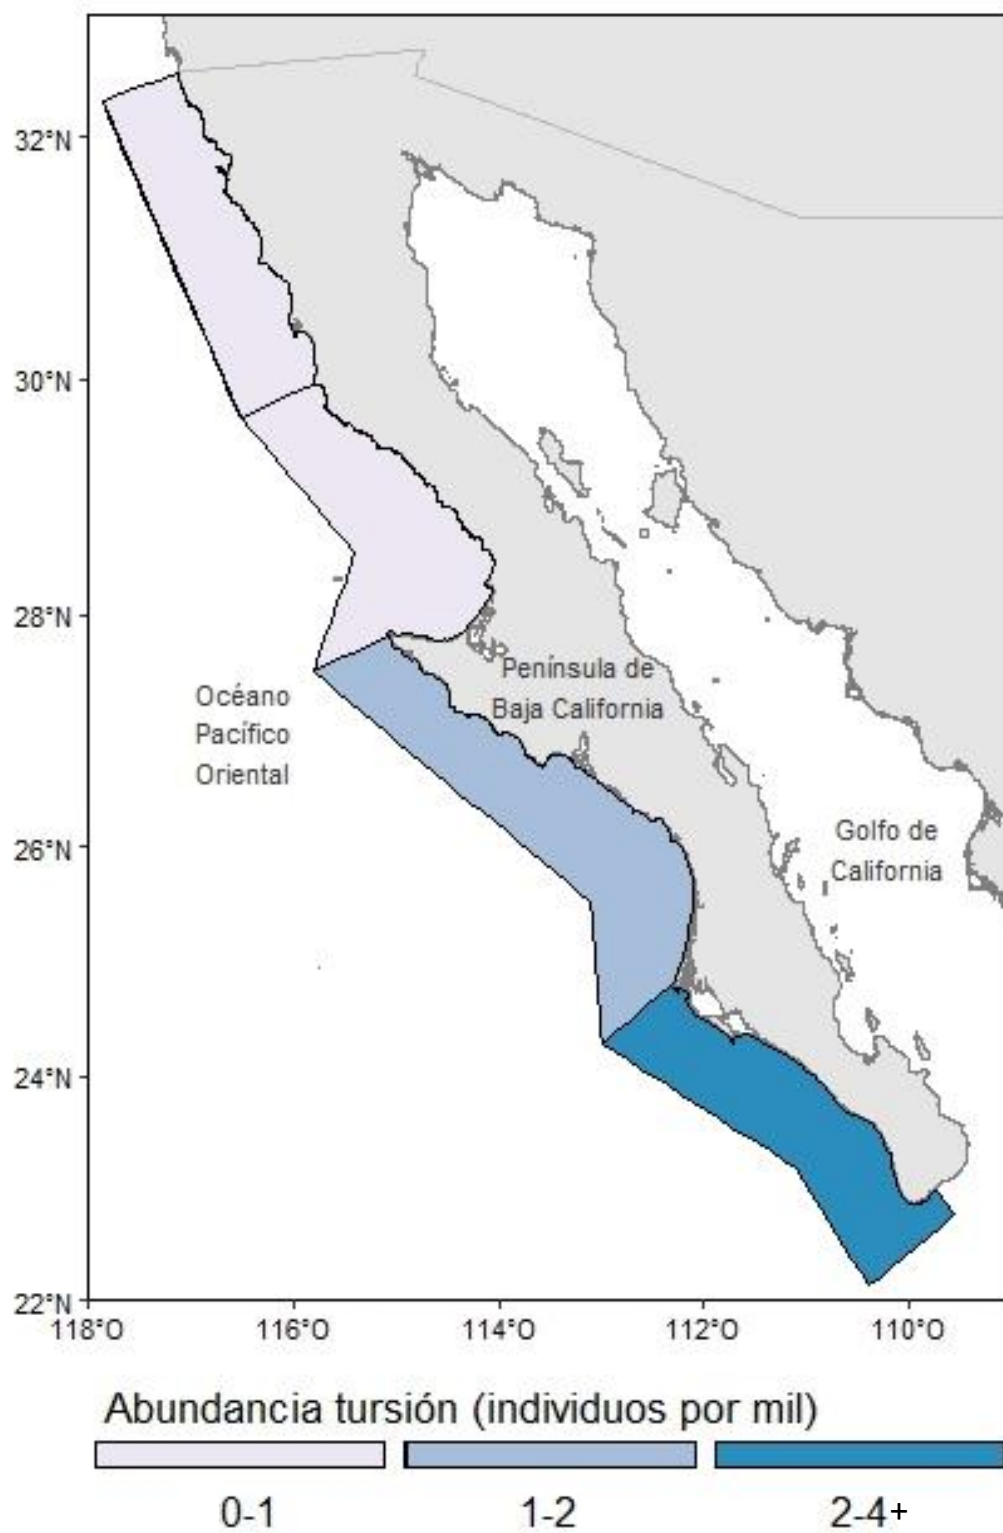 32°N
30°N
28°N
Península de
Baja California
Océano
Pacífico
Oriental
26°N
Golfo de
California
24°N
22°N
118°O 116°O 114°O 112°O 110°O
Abundancia tursión (individuos por mil)
0-1 1-2 2-4+